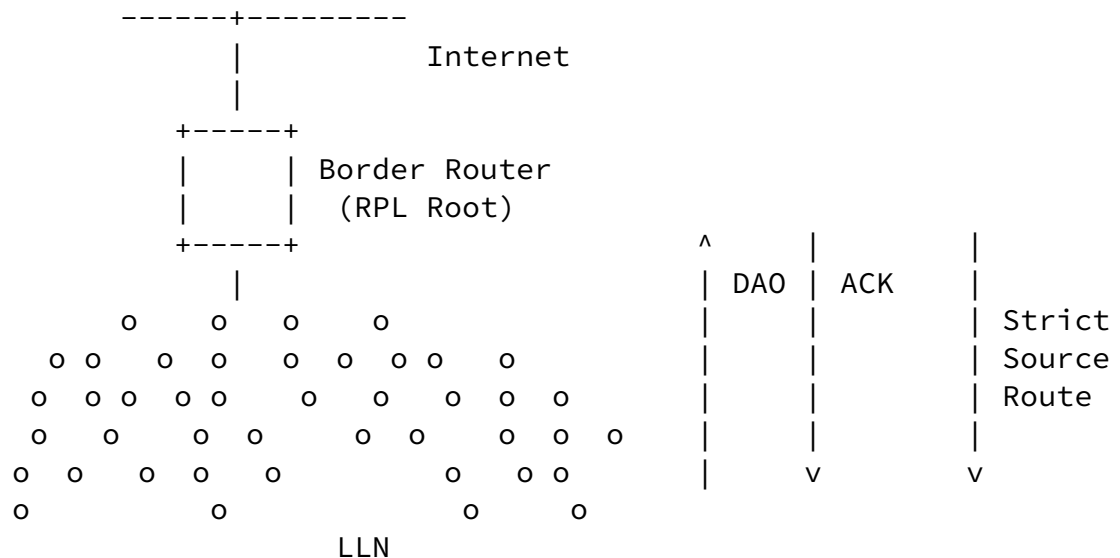 ------+---------
|          Internet
|
+-----+
|     | Border Router
|     |  (RPL Root)
+-----+                      ^     |        |
|                         | DAO | ACK    |
o    o   o    o                |     |        | Strict
o o   o  o   o  o  o o   o          |     |        | Source
o  o o  o o    o   o   o  o  o        |     |        | Route
o   o    o  o     o  o    o  o  o     |     |        |
o  o   o  o   o         o   o o       |     v        v
o          o             o     o
LLN